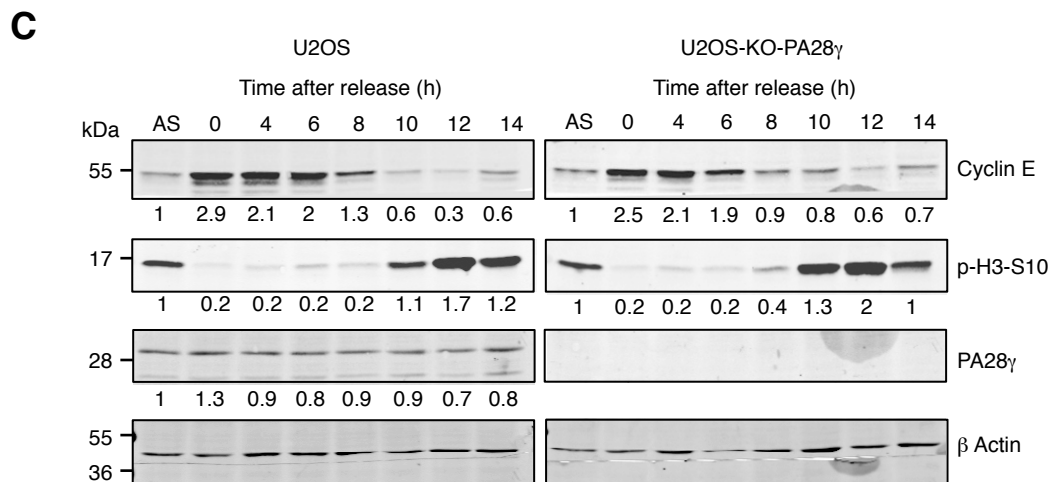 C
U2OS U2OS-KO-PA28γ
Time after release (h) Time after release (h)
kDa AS 0 4 6 8 10 12 14 AS 0 4 6 8 10 12 14
55 Cyclin E
1 2.9 2.1 2 1.3 0.6 0.3 0.6 1 2.5 2.1 1.9 0.9 0.8 0.6 0.7
17 p-H3-S10
1 0.2 0.2 0.2 0.2 1.1 1.7 1.2 1 0.2 0.2 0.2 0.4 1.3 2 1
28 PA28γ
1 1.3 0.9 0.8 0.9 0.9 0.7 0.8
55
β Actin
36